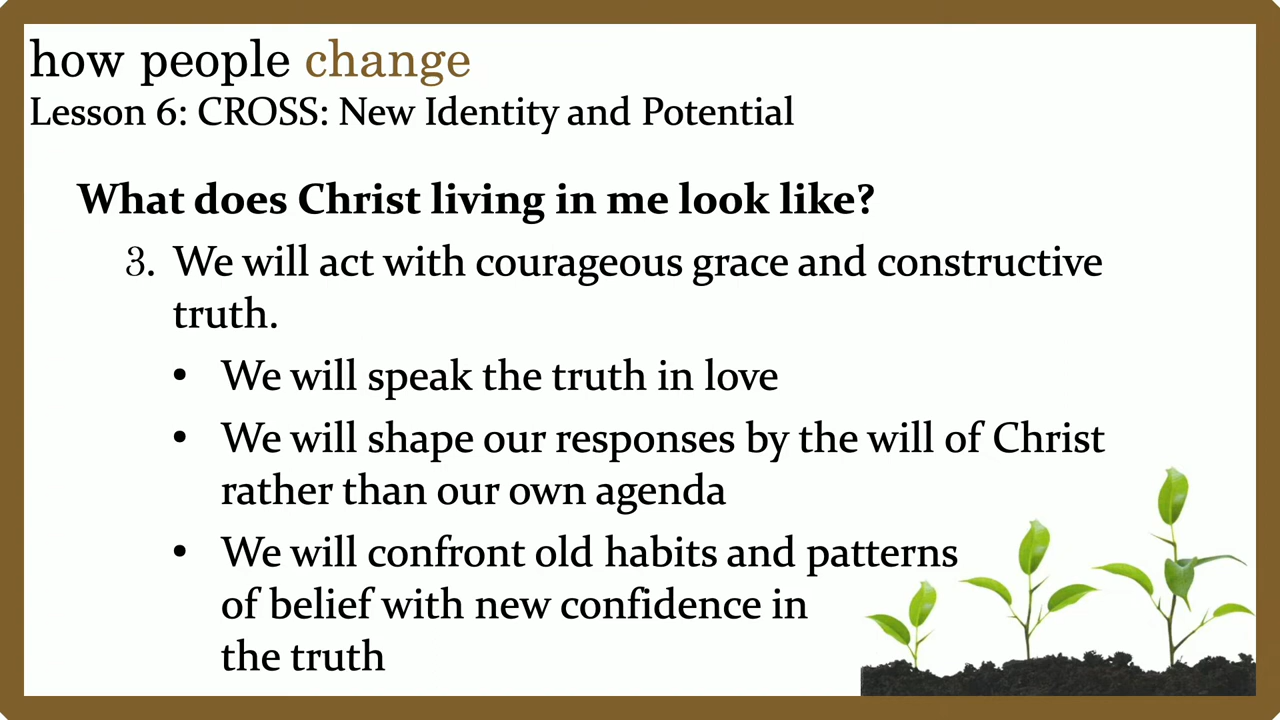 how people change
Lesson 6: CROSS: New Identity and Potential
What does Christ living in me look like?
3. We will act with courageous grace and constructive
truth.
• We will speak the truth in love
• We will shape our responses by the will of Christ
rather than our own agenda
• We will confront old habits and patterns
of belief with new confidence in
the truth